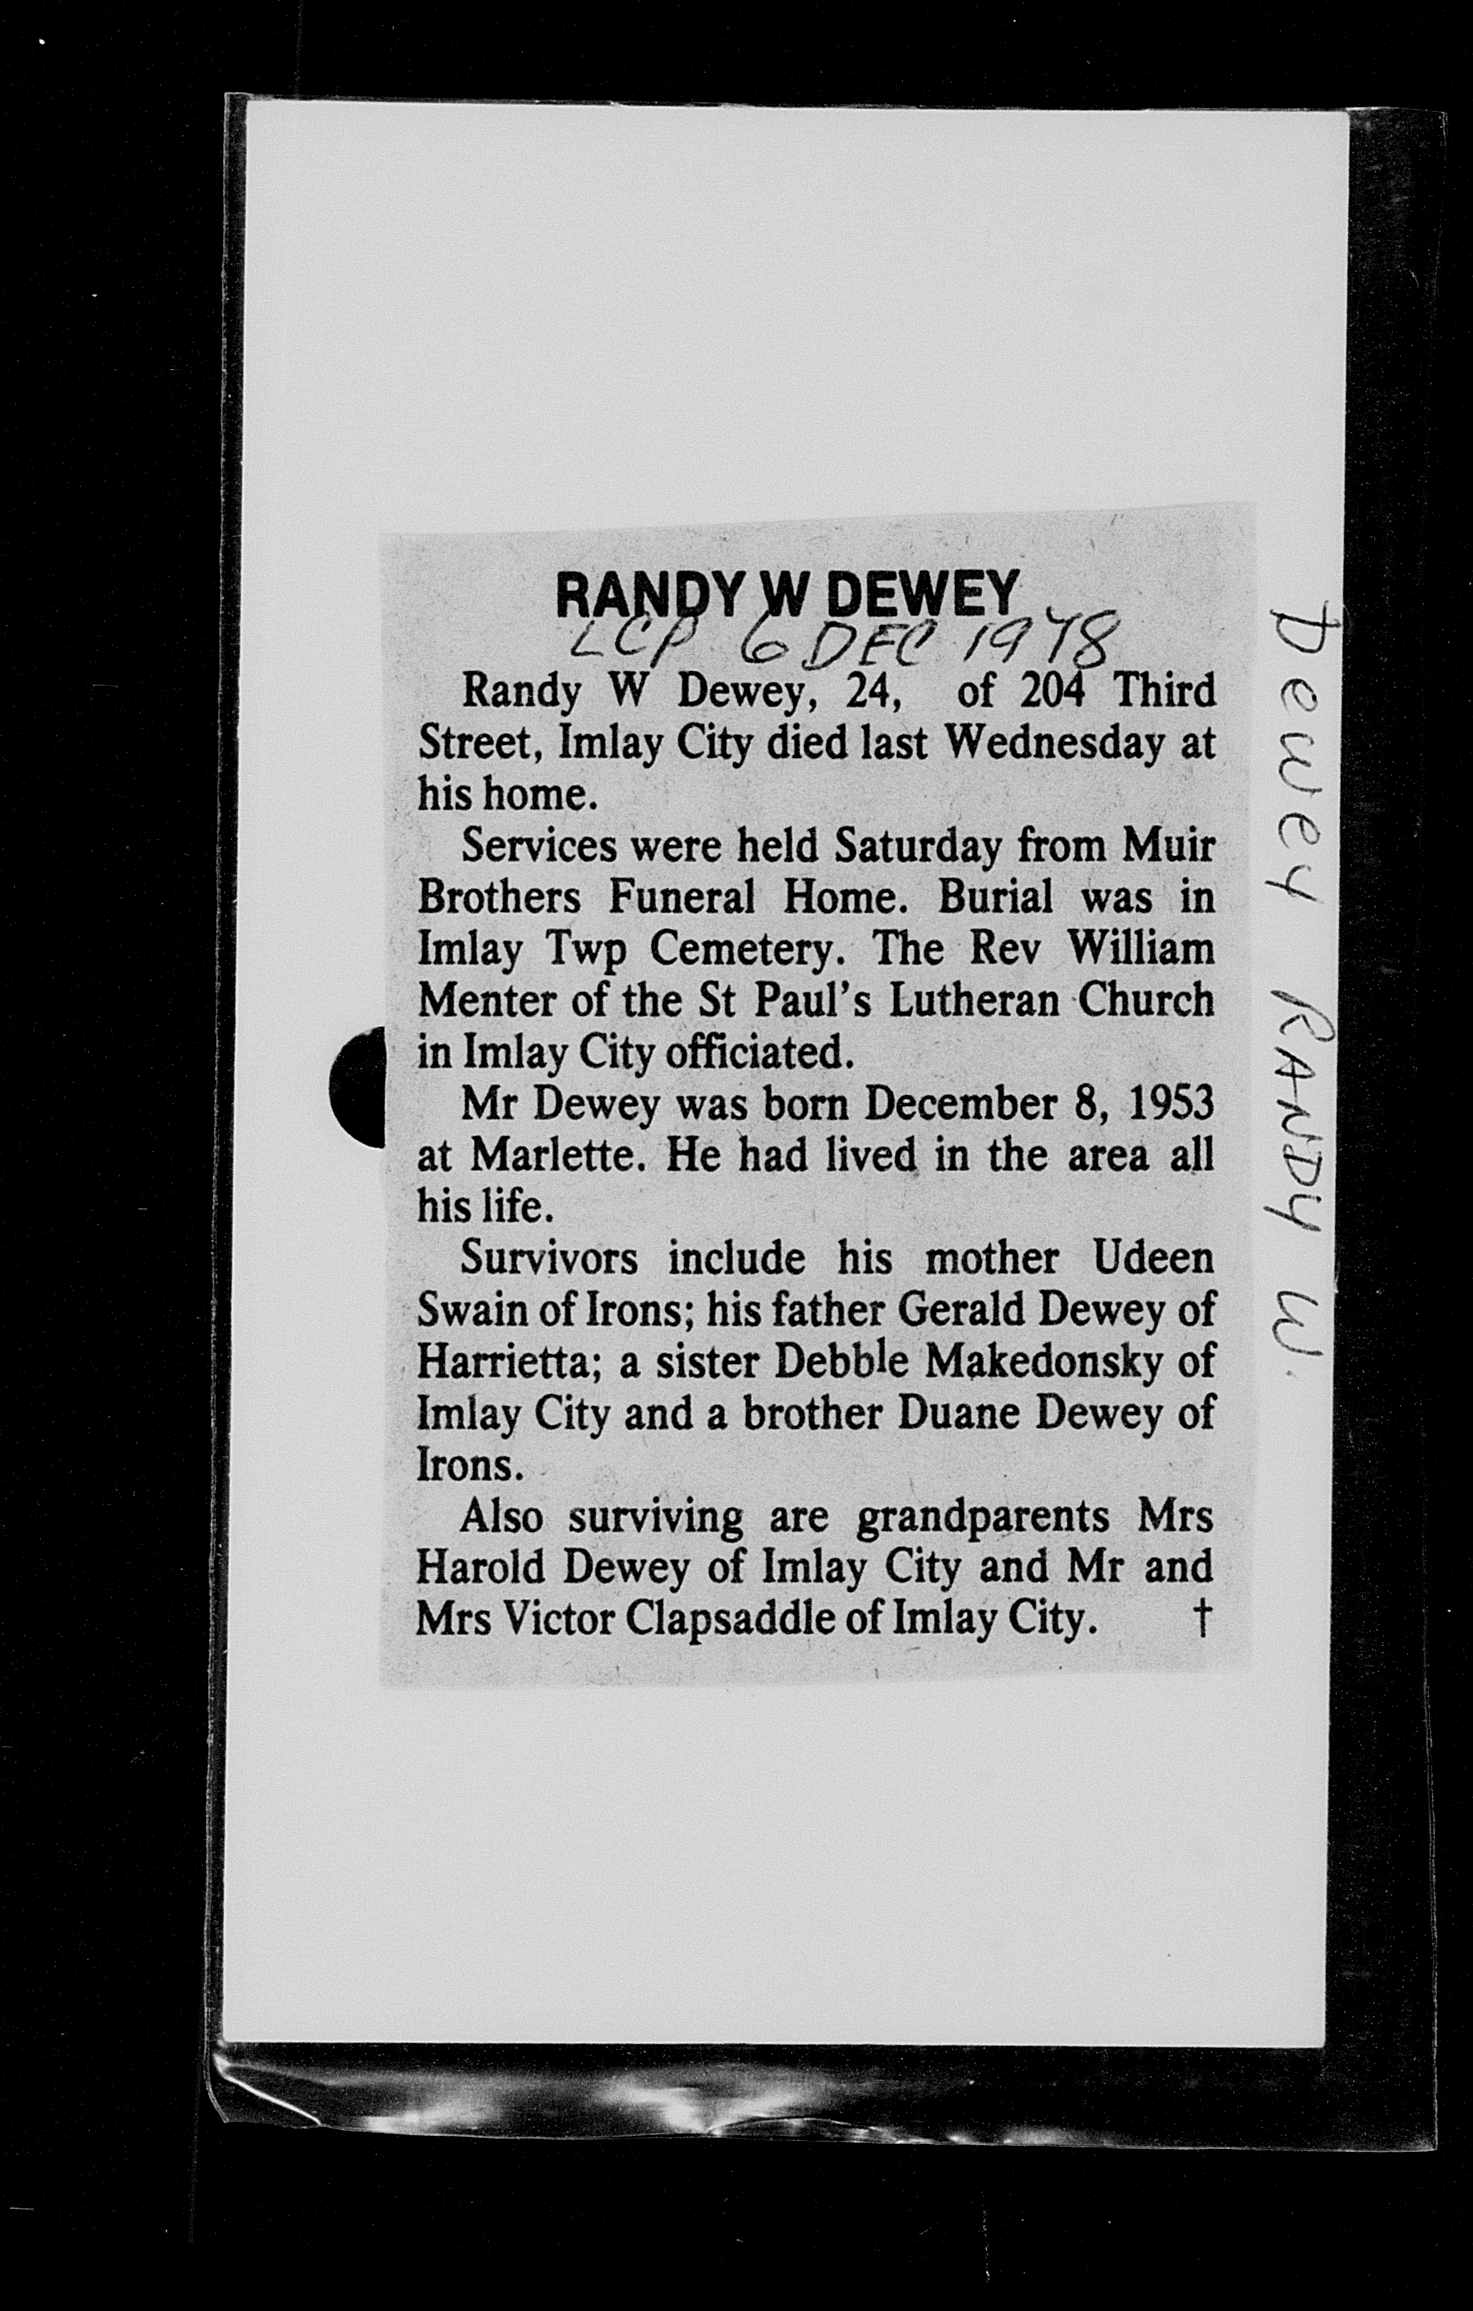 RANDY W DEWEY
LCP 6 DEC 1978
Randy W Dewey, 24, of 204 Third
Street, Imlay City died last Wednesday at
his home.
Services were held Saturday from Muir
Brothers Funeral Home. Burial was in
Imlay Twp Cemetery. The Rev William
Menter of the St Paul's Lutheran Church
in Imlay City officiated.
Mr Dewey was born December 8, 1953
at Marlette. He had lived in the area all
his life.
Survivors include his mother Udeen
Swain of Irons; his father Gerald Dewey of
Harrietta; a sister Debble Makedonsky of
Imlay City and a brother Duane Dewey of
Irons.
Also surviving are grandparents Mrs
Harold Dewey of Imlay City and Mr and
Mrs Victor Clapsaddle of Imlay City. †
Dewey RANDY W.